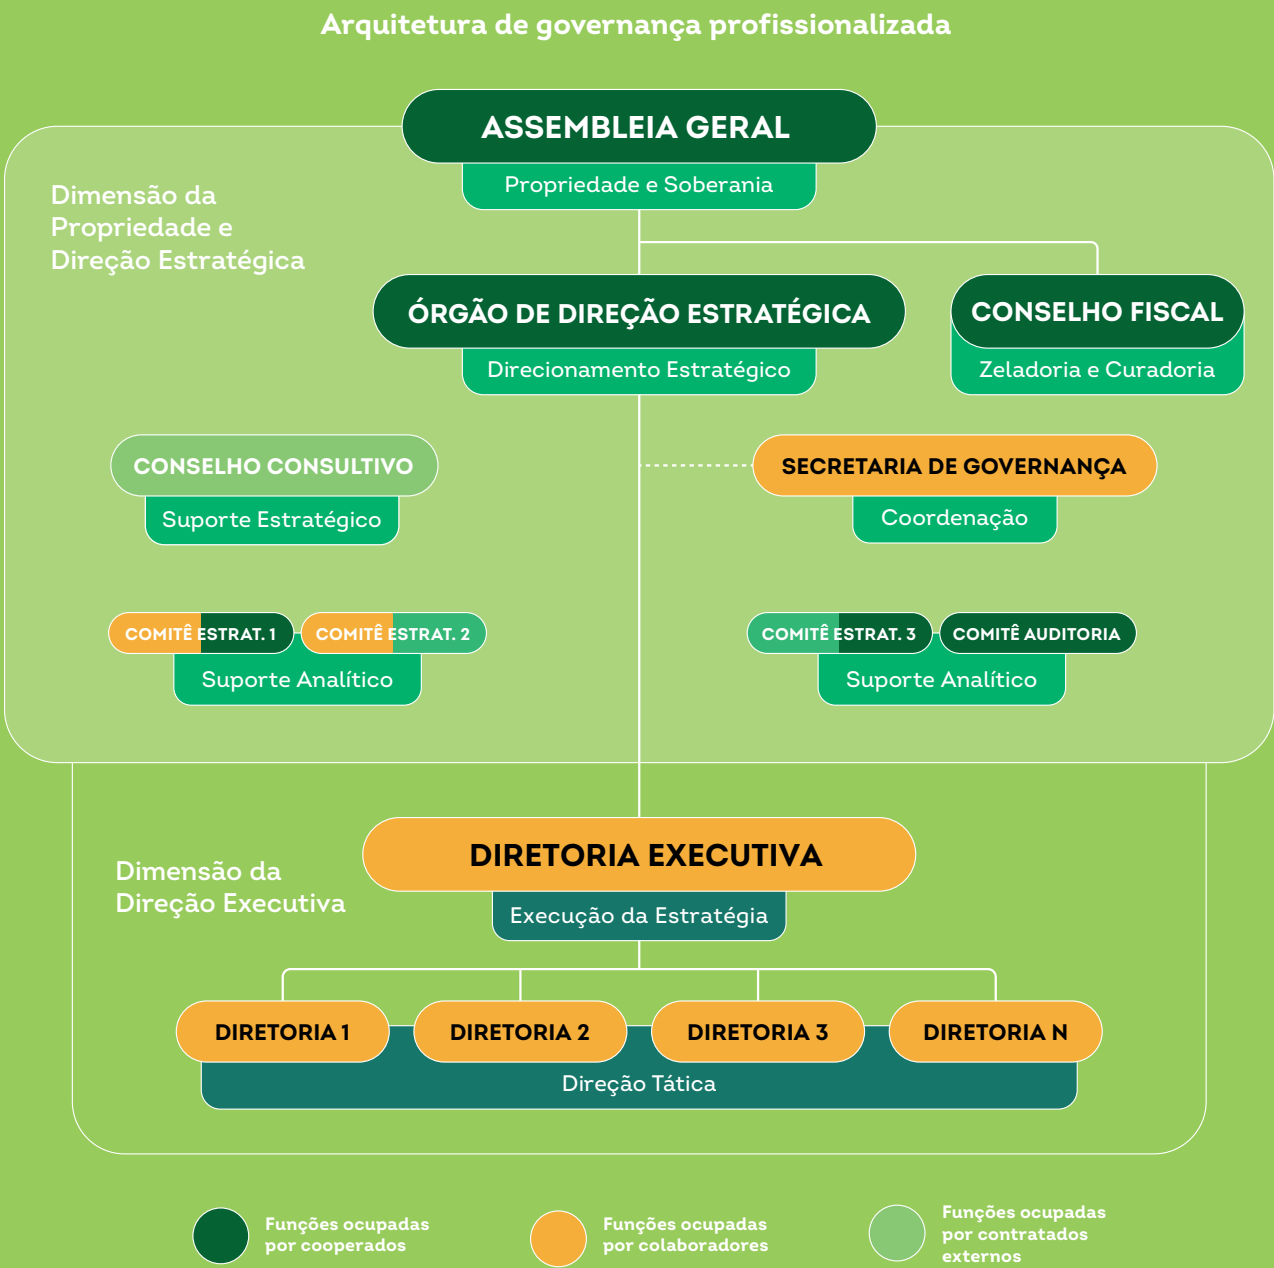 Arquitetura de governança profissionalizada
ASSEMBLEIA GERAL
Propriedade e Soberania
Dimensão da
Propriedade e
Direção Estratégica
ÓRGÃO DE DIREÇÃO ESTRATÉGICA
Direcionamento Estratégico
CONSELHO FISCAL
Zeladoria e Curadoria
CONSELHO CONSULTIVO
Suporte Estratégico
SECRETARIA DE GOVERNANÇA
Coordenação
COMITÊ ESTRAT. 1
COMITÊ ESTRAT. 2
Suporte Analítico
COMITÊ ESTRAT. 3
COMITÊ AUDITORIA
Suporte Analítico
DIRETORIA EXECUTIVA
Execução da Estratégia
Dimensão da
Direção Executiva
DIRETORIA 1
DIRETORIA 2
DIRETORIA 3
DIRETORIA N
Direção Tática
Funções ocupadas
por cooperados
Funções ocupadas
por colaboradores
Funções ocupadas
por contratados
externos